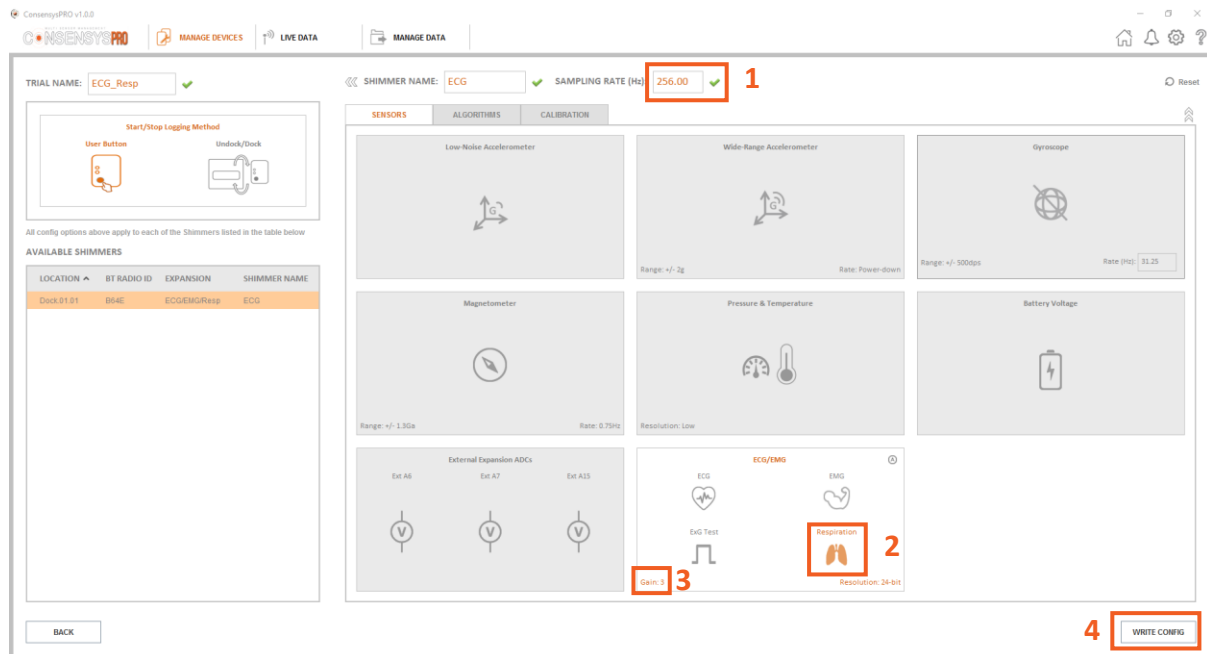 ConsensysPRO v1.0.0
CONSENSYSPRO
MANAGE DEVICES
LIVE DATA
MANAGE DATA
TRIAL NAME: ECG_Resp
SHIMMER NAME: ECG
SAMPLING RATE (Hz): 256.00
1
Reset
SENSORS
ALGORITHMS
CALIBRATION
Start/Stop Logging Method
User Button
Undock/Dock
All config options above apply to each of the Shimmers listed in the table below
AVAILABLE SHIMMERS
LOCATION BT RADIO ID EXPANSION SHIMMER NAME
Dock.01.01 B64E ECG/EMG/Resp ECG
Low-Noise Accelerometer
Wide-Range Accelerometer
Range: +/- 2g
Rate: Power-down
Gyroscope
Range: +/- 500dps
Rate (Hz): 31.25
Magnetometer
Range: +/- 1.3Ga
Rate: 0.75Hz
Pressure & Temperature
Resolution: Low
Battery Voltage
External Expansion ADCs
Ext A6 Ext A7 Ext A15
V V V
ECG/EMG
ECG EMG
ExG Test Respiration
2
Gain: 3
3
Resolution: 24-bit
BACK
4
WRITE CONFIG